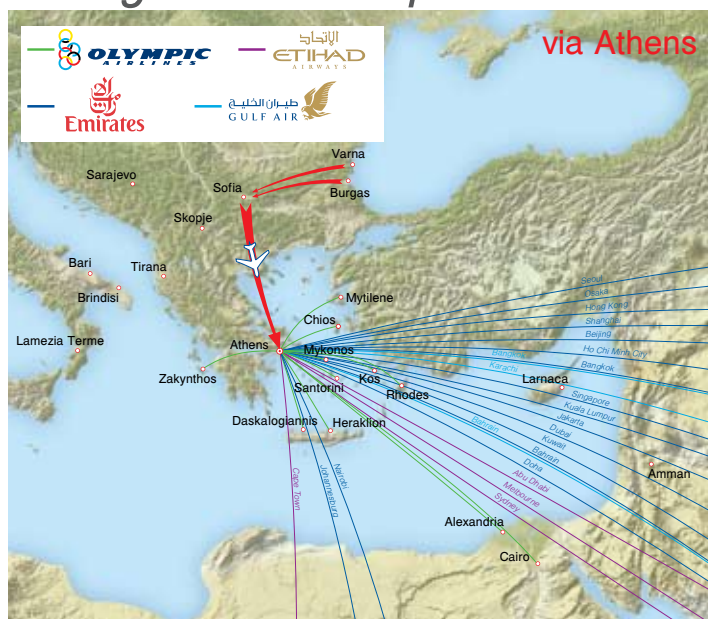 OLYMPIC
AIRLINES
الاتحاد
ETIHAD
AIRWAYS
Emirates
طيران الخليج
GULF AIR
via Athens
Varna
Sarajevo
Sofia
Burgas
Skopje
Bari
Tirana
Brindisi
Mytilene
Chios
Lamezia Terme
Athens
Mykonos
Zakynthos
Santorini
Kos
Rhodes
Larnaca
Daskalogiannis
Heraklion
Amman
Alexandria
Cairo
Seoul
Osaka
Hong Kong
Shanghai
Beijing
Ho Chi Minh City
Bangkok
Bangkok
Karachi
Singapore
Kuala Lumpur
Jakarta
Dubai
Kuwait
Bahrain
Bahrain
Doha
Abu Dhabi
Melbourne
Sydney
Nairobi
Johannesburg
Cape Town